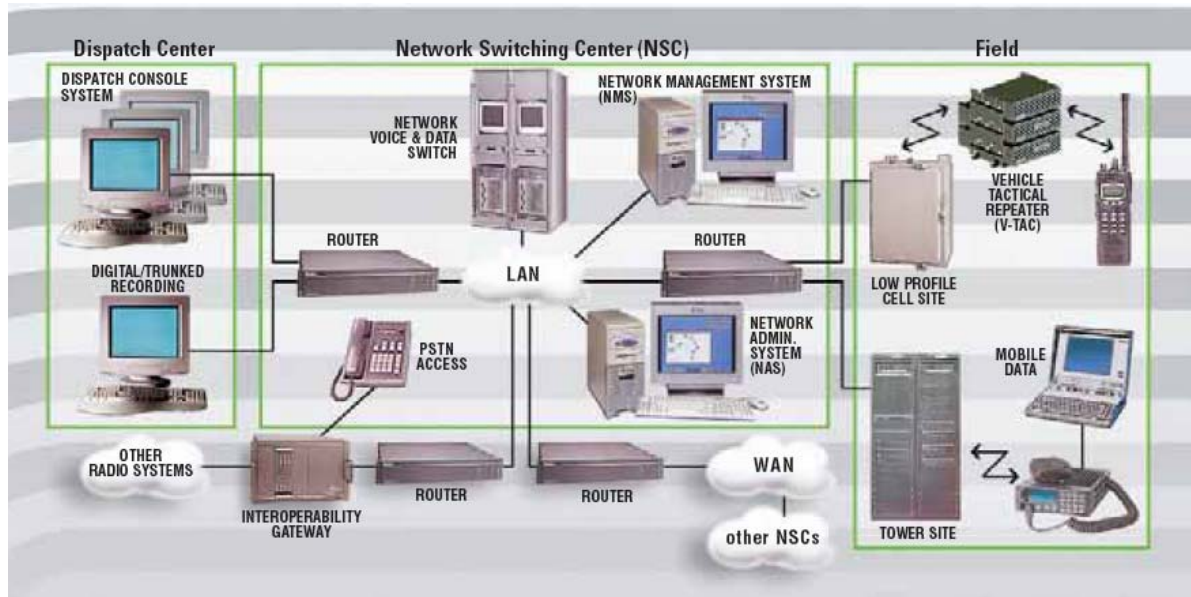 Dispatch Center
DISPATCH CONSOLE
SYSTEM
DIGITAL/TRUNKED
RECORDING
Network Switching Center (NSC)
NETWORK
VOICE & DATA
SWITCH
NETWORK MANAGEMENT SYSTEM
(NMS)
ROUTER
LAN
ROUTER
PSTN
ACCESS
NETWORK
ADMIN.
SYSTEM
(NAS)
Field
VEHICLE
TACTICAL
REPEATER
(V-TAC)
LOW PROFILE
CELL SITE
MOBILE
DATA
TOWER SITE
OTHER
RADIO SYSTEMS
INTEROPERABILITY
GATEWAY
ROUTER
ROUTER
WAN
other NSCs